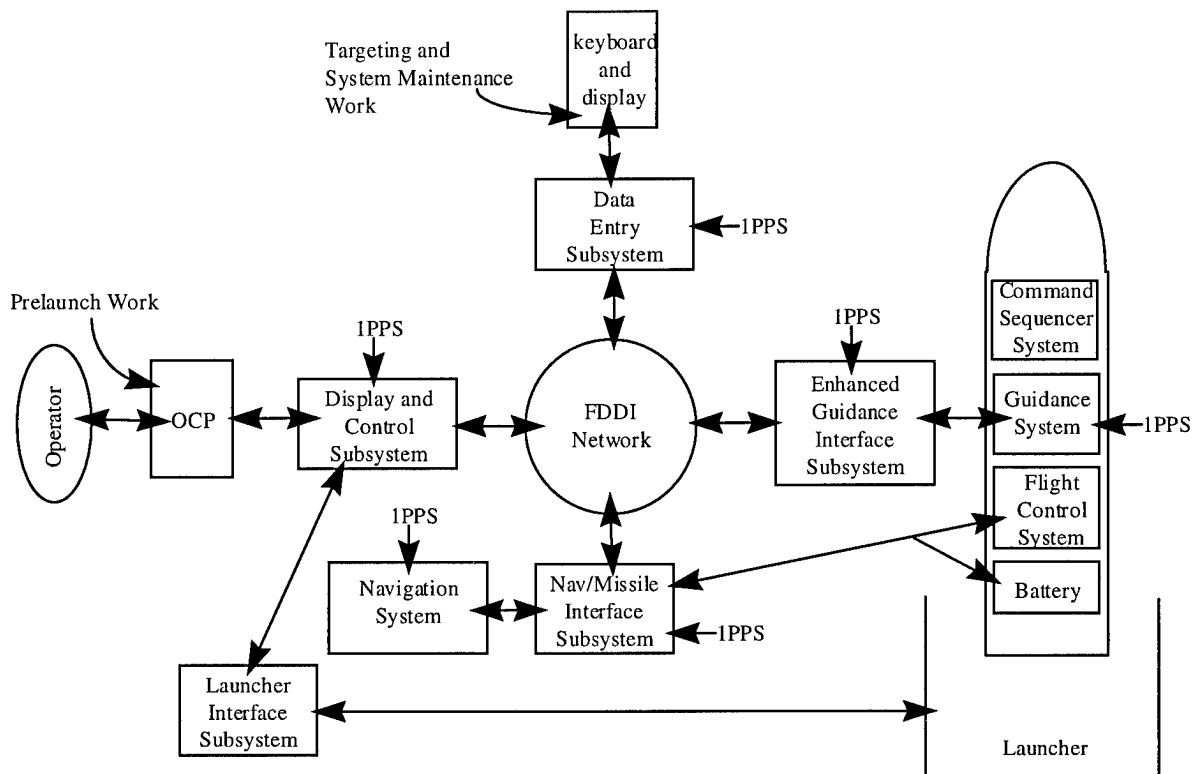 keyboard
and
display
Targeting and
System Maintenance
Work
Data
Entry
Subsystem
1PPS
Prelaunch Work
Operator
OCP
1PPS
Display and
Control
Subsystem
FDDI
Network
1PPS
Enhanced
Guidance
Interface
Subsystem
Command
Sequencer
System
Guidance
System
1PPS
Flight
Control
System
Battery
1PPS
Navigation
System
Nav/Missile
Interface
Subsystem
1PPS
Launcher
Interface
Subsystem
Launcher